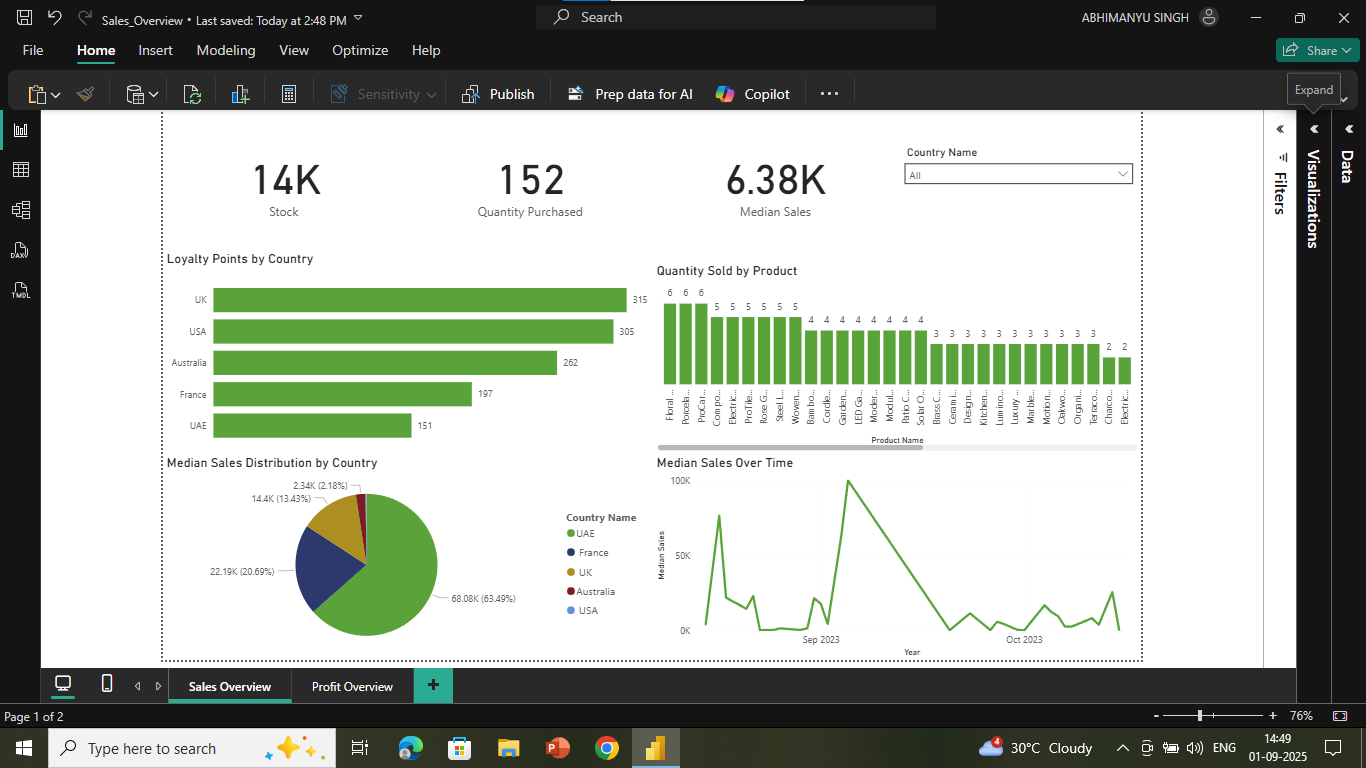 Sales_Overview • Last saved: Today at 2:48 PM
Search
ABHIMANYU SINGH
File
Home
Insert
Modeling
View
Optimize
Help
Share
Sensitivity
Publish
Prep data for AI
Copilot
Expand
14K
Stock
152
Quantity Purchased
6.38K
Median Sales
Country Name
All
Filters
Visualizations
Data
DAX
TMDL
Loyalty Points by Country
UK 315
USA 305
Australia 262
France 197
UAE 151
Quantity Sold by Product
6 6 6 5 5 5 5 5 5 4 4 4 4 4 4 4 4 3 3 3 3 3 3 3 3 3 3 3 2 2
Floral ...
Porcela...
ProCar...
Compo...
Electric...
ProTile...
Rose G...
Steel L...
Woven...
Bambo...
Cordle...
Garden...
LED Ga...
Moder...
Modul...
Patio C...
Solar O...
Brass C...
Cerami...
Design...
Kitchen...
Lumino...
Luxury ...
Marble...
Motion...
Oakwo...
Organi...
Terraco...
Charco...
Electric...
Product Name
Median Sales Distribution by Country
2.34K (2.18%)
14.4K (13.43%)
22.19K (20.69%)
68.08K (63.49%)
Country Name
UAE
France
UK
Australia
USA
Median Sales Over Time
100K
50K
0K
Median Sales
Sep 2023
Oct 2023
Year
Sales Overview
Profit Overview
Page 1 of 2
- + 76%
Type here to search
4
30°C Cloudy
ENG
14:49
01-09-2025